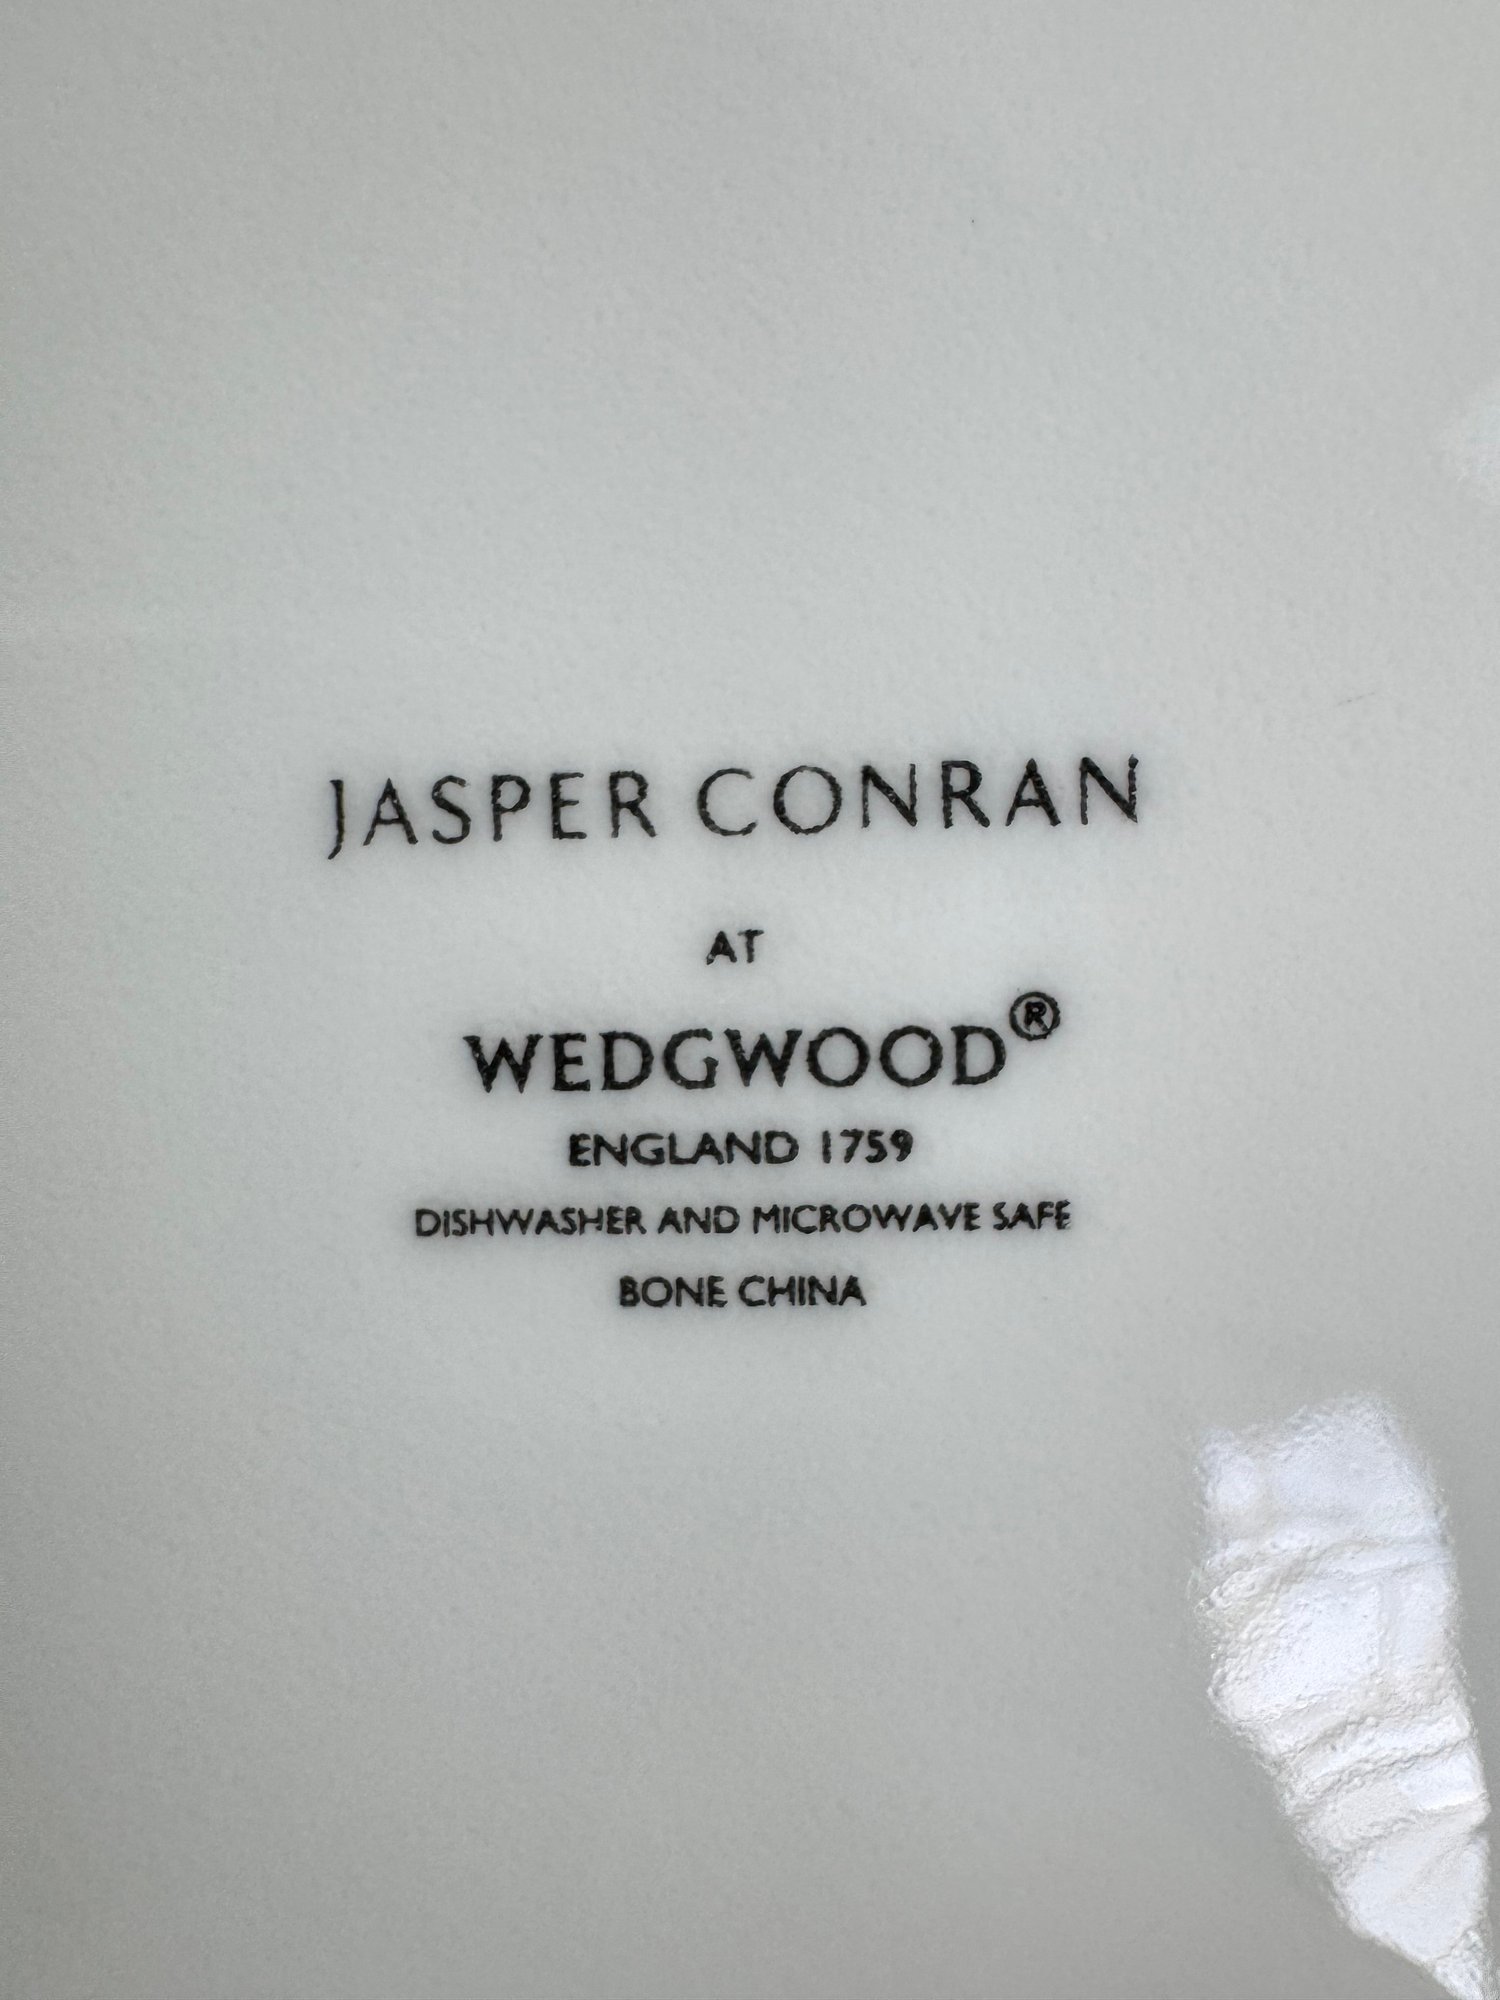 JASPER CONRAN
AT
WEDGWOOD®
ENGLAND 1759
DISHWASHER AND MICROWAVE SAFE
BONE CHINA